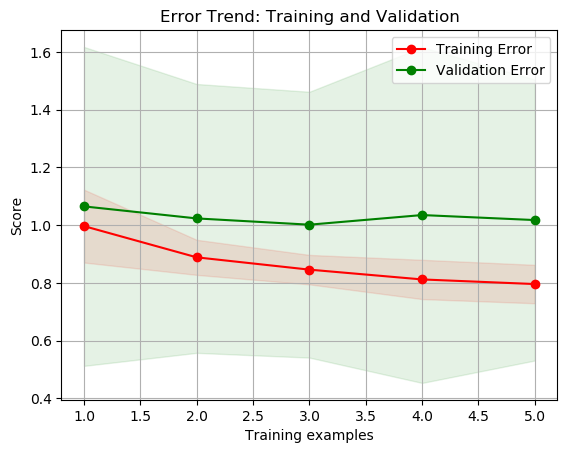 Error Trend: Training and Validation
Training Error
Validation Error
Score
1.6
1.4
1.2
1.0
0.8
0.6
0.4
1.0 1.5 2.0 2.5 3.0 3.5 4.0 4.5 5.0
Training examples